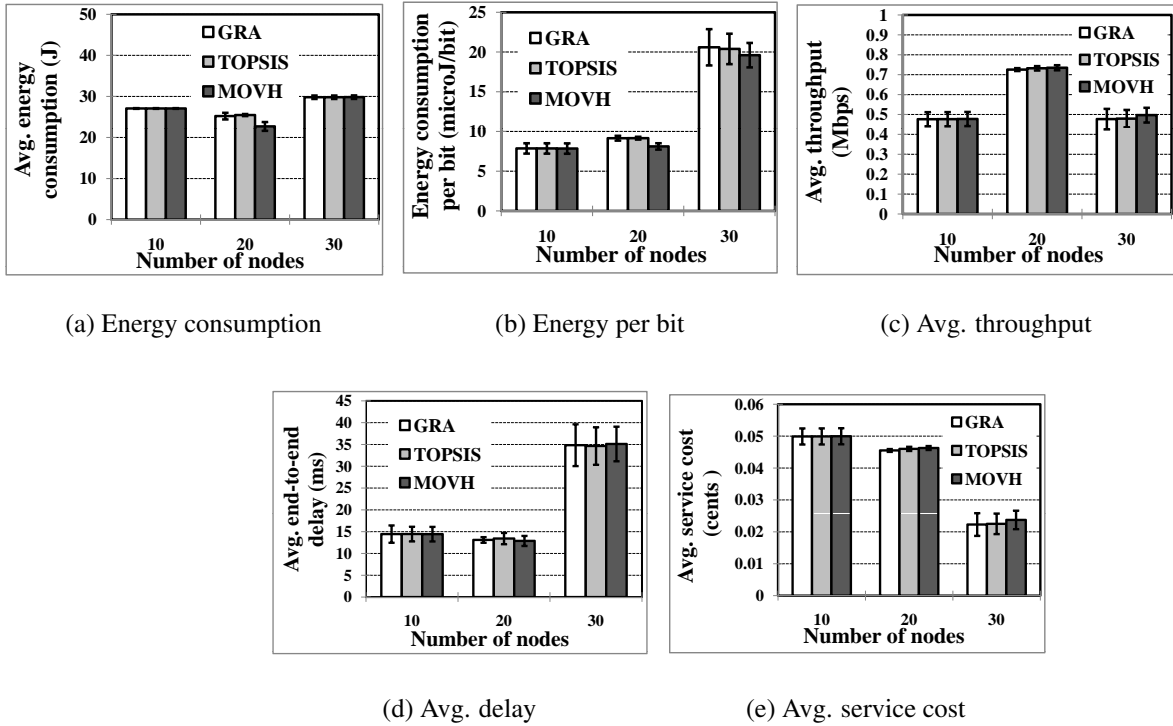 Avg. energy
consumption (J)
50
40
30
20
10
0
GRA
TOPSIS
MOVH
10 20 30
Number of nodes
(a) Energy consumption
Energy consumption
per bit (microJ/bit)
25
20
15
10
5
0
GRA
TOPSIS
MOVH
10 20 30
Number of nodes
(b) Energy per bit
Avg. throughput
(Mbps)
1
0.9
0.8
0.7
0.6
0.5
0.4
0.3
0.2
0.1
0
GRA
TOPSIS
MOVH
10 20 30
Number of nodes
(c) Avg. throughput
Avg. end-to-end
delay (ms)
45
40
35
30
25
20
15
10
5
0
GRA
TOPSIS
MOVH
10 20 30
Number of nodes
(d) Avg. delay
Avg. service cost
(cents )
0.06
0.05
0.04
0.03
0.02
0.01
0
GRA
TOPSIS
MOVH
10 20 30
Number of nodes
(e) Avg. service cost